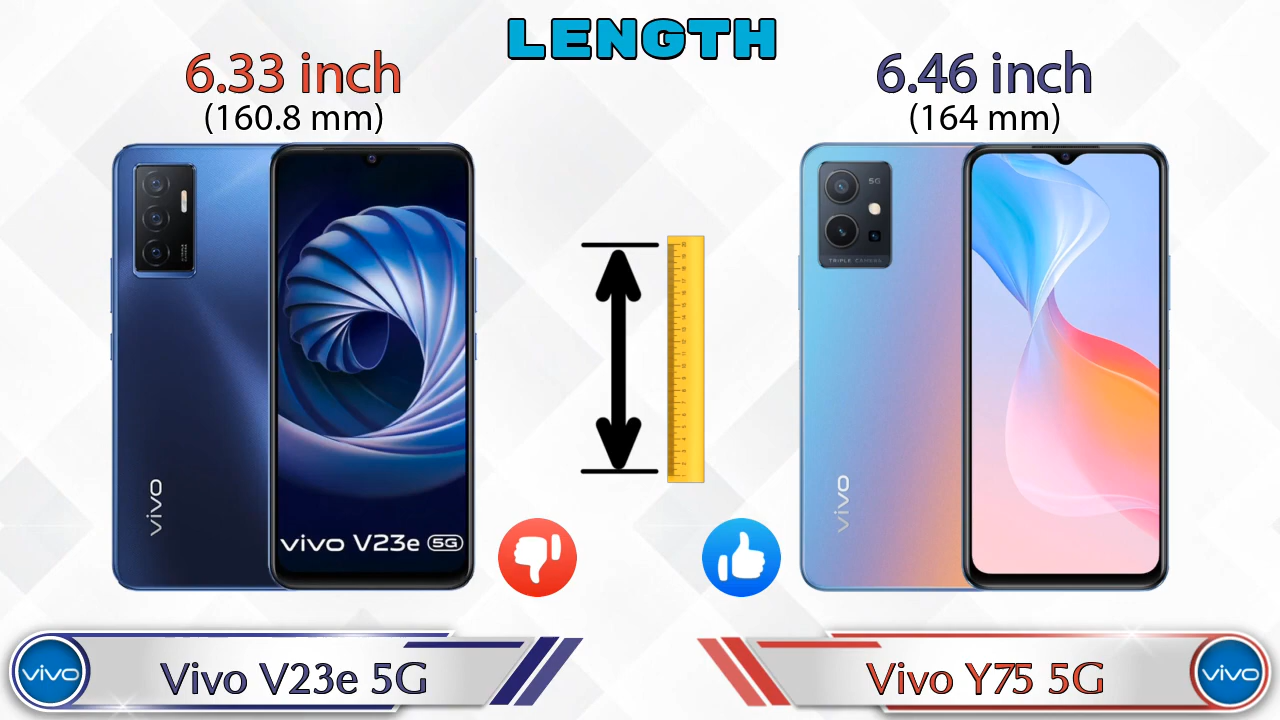 LENGTH
6.33 inch
(160.8 mm)
6.46 inch
(164 mm)
5G
TRIPLE CAMERA
vivo
vivo V23e 5G
vivo
vivo
Vivo V23e 5G
Vivo Y75 5G
vivo